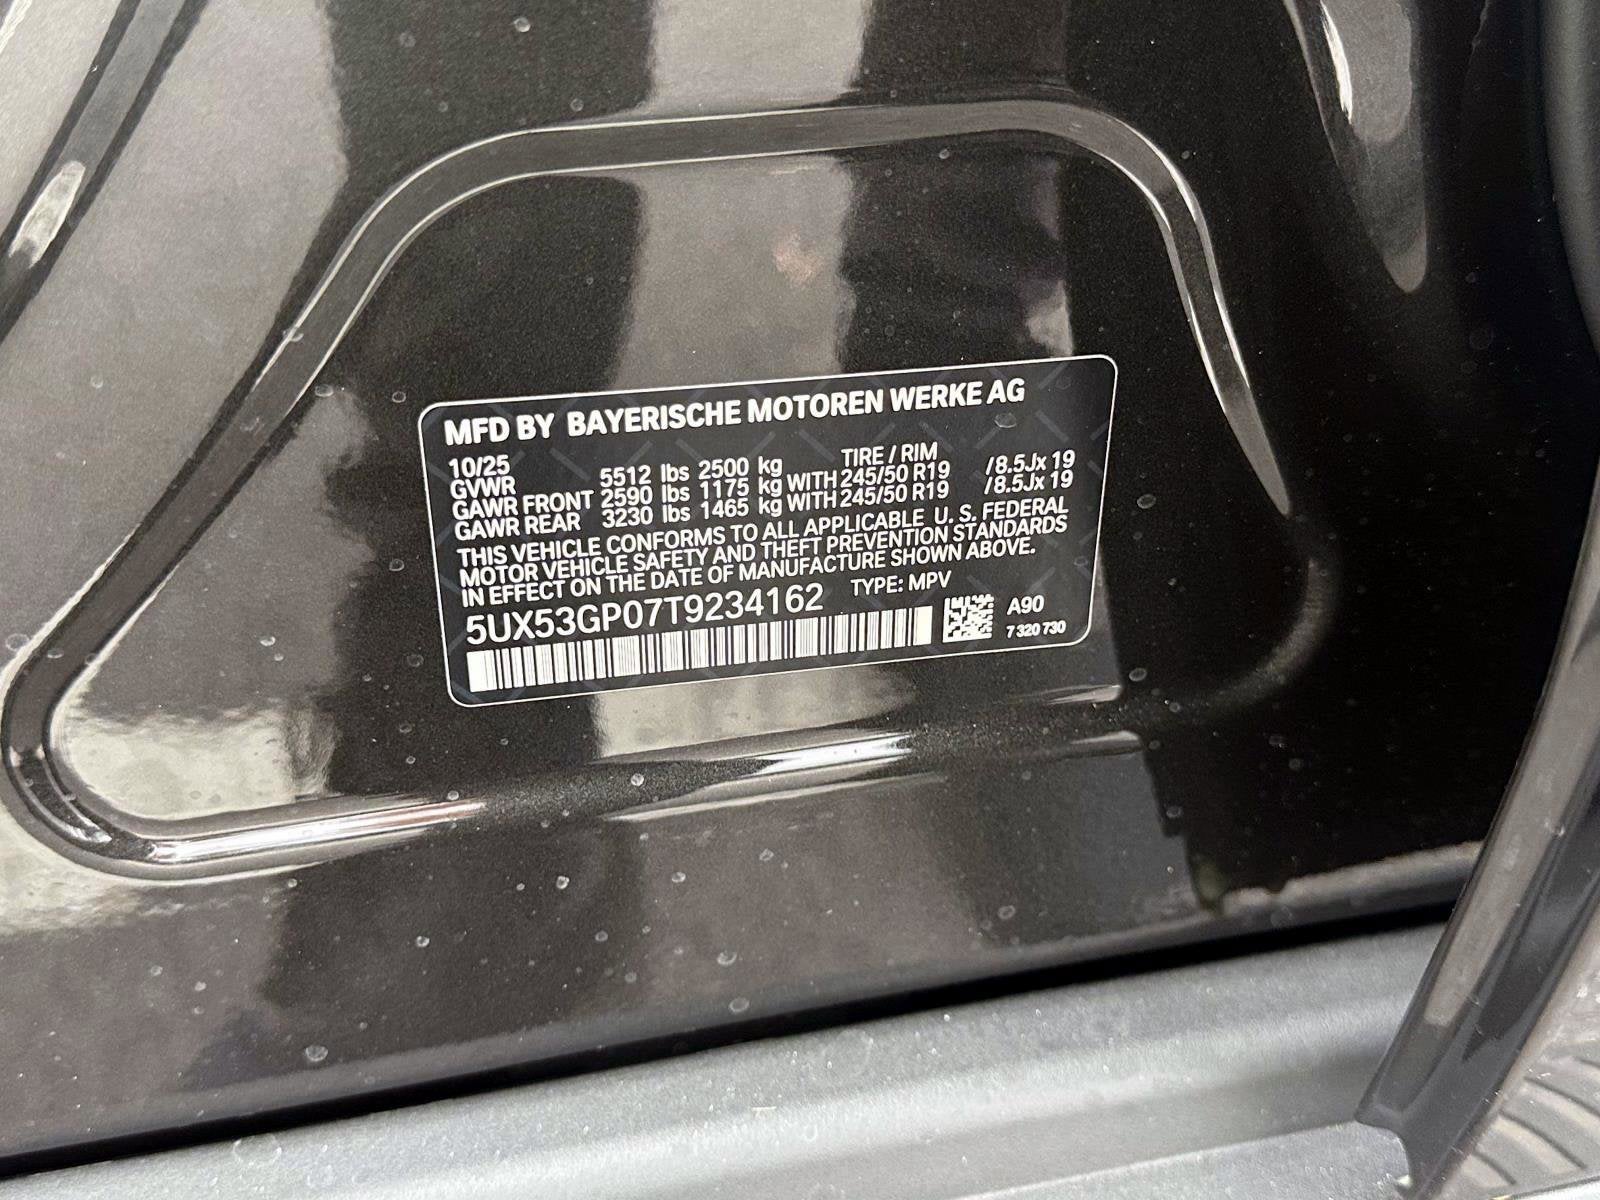 MFD BY BAYERISCHE MOTOREN WERKE AG
10/25 TIRE / RIM
GVWR 5512 lbs 2500 kg
GAWR FRONT 2590 lbs 1175 kg WITH 245/50 R19 /8.5Jx 19
GAWR REAR 3230 lbs 1465 kg WITH 245/50 R19 /8.5Jx 19
THIS VEHICLE CONFORMS TO ALL APPLICABLE U. S. FEDERAL
MOTOR VEHICLE SAFETY AND THEFT PREVENTION STANDARDS
IN EFFECT ON THE DATE OF MANUFACTURE SHOWN ABOVE.
5UX53GP07T9234162 TYPE: MPV
A90
7 320 730